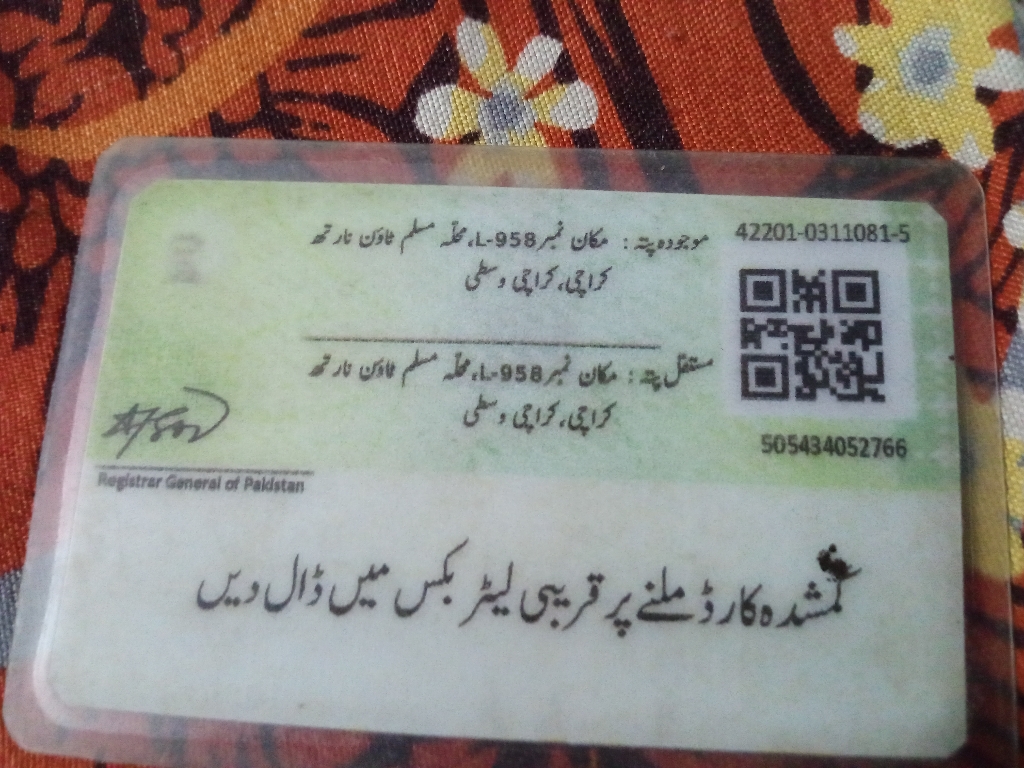 موجودہ پتہ: مکان نمبر L-958، محلہ مسلم ٹاؤن نارتھ
کراچی، کراچی وسطی
42201-0311081-5
مستقل پتہ: مکان نمبر L-958، محلہ مسلم ٹاؤن نارتھ
کراچی، کراچی وسطی
505434052766
Registrar General of Pakistan
گمشدہ کارڈ ملنے پر قریبی لیٹر بکس میں ڈال دیں